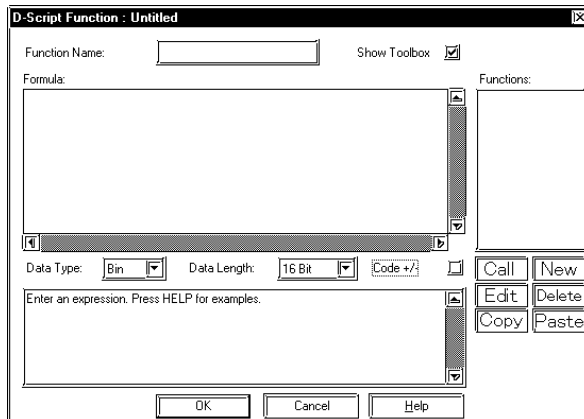 D-Script Function : Untitled
Function Name:
Show Toolbox
Formula:
Functions:
Data Type: Bin Data Length: 16 Bit Code +/-
Call New
Edit Delete
Copy Paste
Enter an expression. Press HELP for examples.
OK Cancel Help